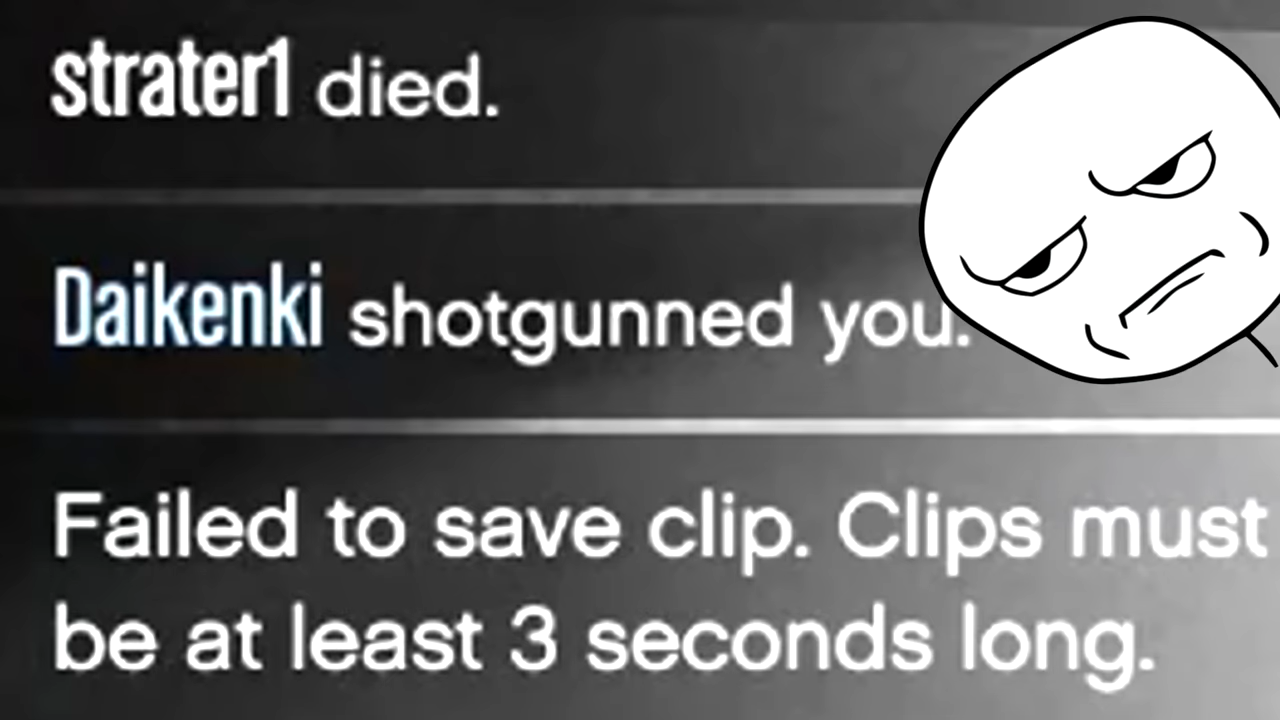 strater1 died.
Daikenki shotgunned you.
Failed to save clip. Clips must
be at least 3 seconds long.